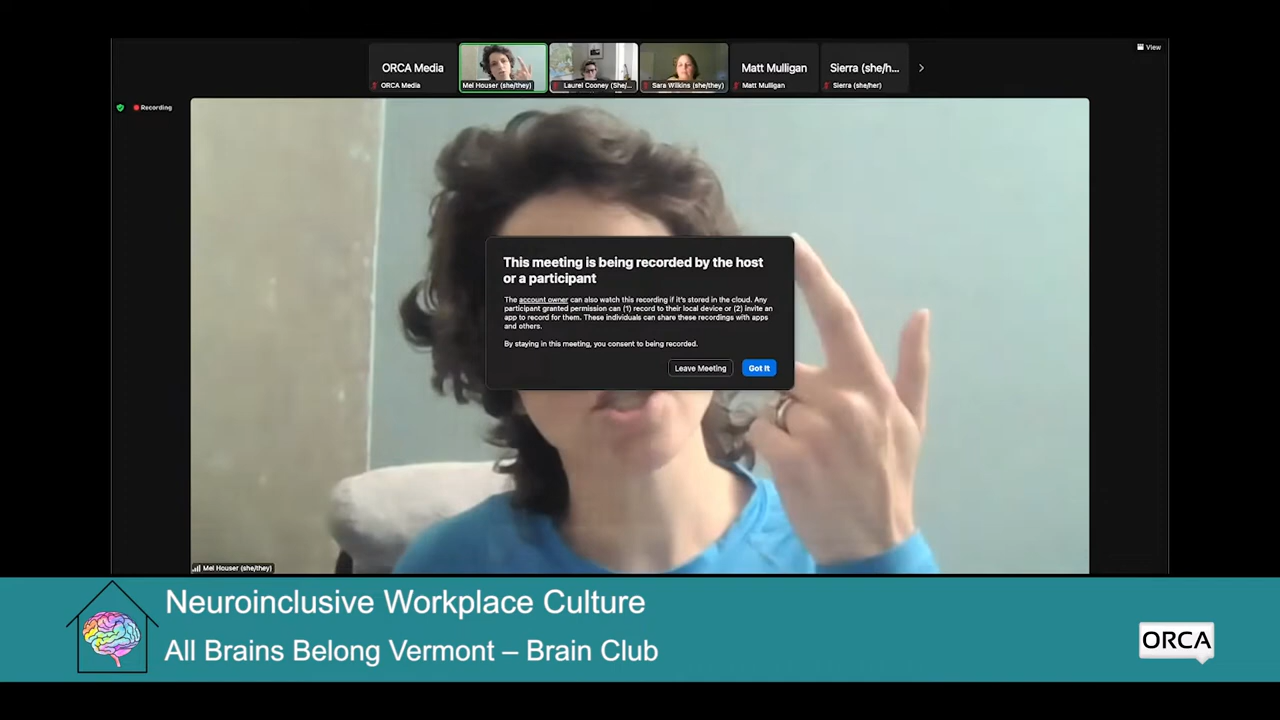 View
ORCA Media
ORCA Media
Mel Houser (she/they)
Laurel Cooney (She/...
Sara Wilkins (she/they)
Matt Mulligan
Matt Mulligan
Sierra (she/h...
Sierra (she/her)
Recording
This meeting is being recorded by the host
or a participant
The account owner can also watch this recording if it's stored in the cloud. Any
participant granted permission can (1) record to their local device or (2) invite an
app to record for them. These individuals can share these recordings with apps
and others.
By staying in this meeting, you consent to being recorded.
Leave Meeting
Got It
Mel Houser (she/they)
Neuroinclusive Workplace Culture
All Brains Belong Vermont – Brain Club
ORCA